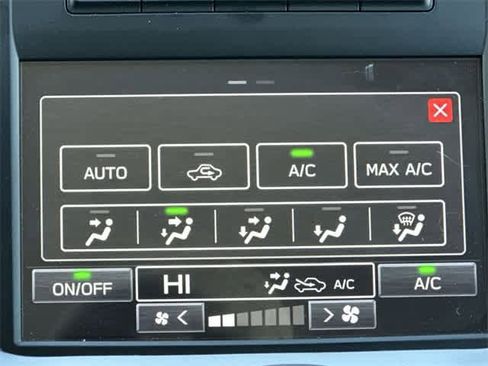 AUTO A/C MAX A/C
ON/OFF HI A/C A/C
< >